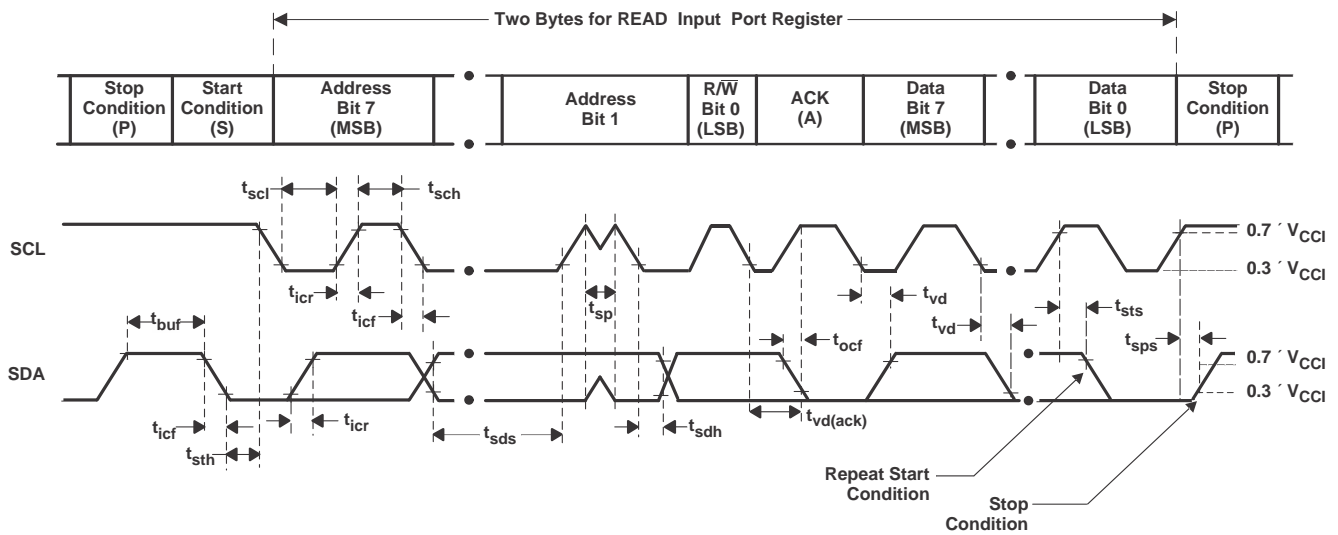 Two Bytes for READ Input Port Register
Stop
Condition
(P)
Start
Condition
(S)
Address
Bit 7
(MSB)
Address
Bit 1
R/W̅
Bit 0
(LSB)
ACK
(A)
Data
Bit 7
(MSB)
Data
Bit 0
(LSB)
Stop
Condition
(P)
tscl
tsch
SCL
0.7 ´ VCCI
0.3 ´ VCCI
ticr
ticf
tsp
tvd
tvd
tsts
tbuf
tocf
tsps
SDA
0.7 ´ VCCI
0.3 ´ VCCI
ticf
ticr
tsth
tsds
tsdh
tvd(ack)
Repeat Start
Condition
Stop
Condition